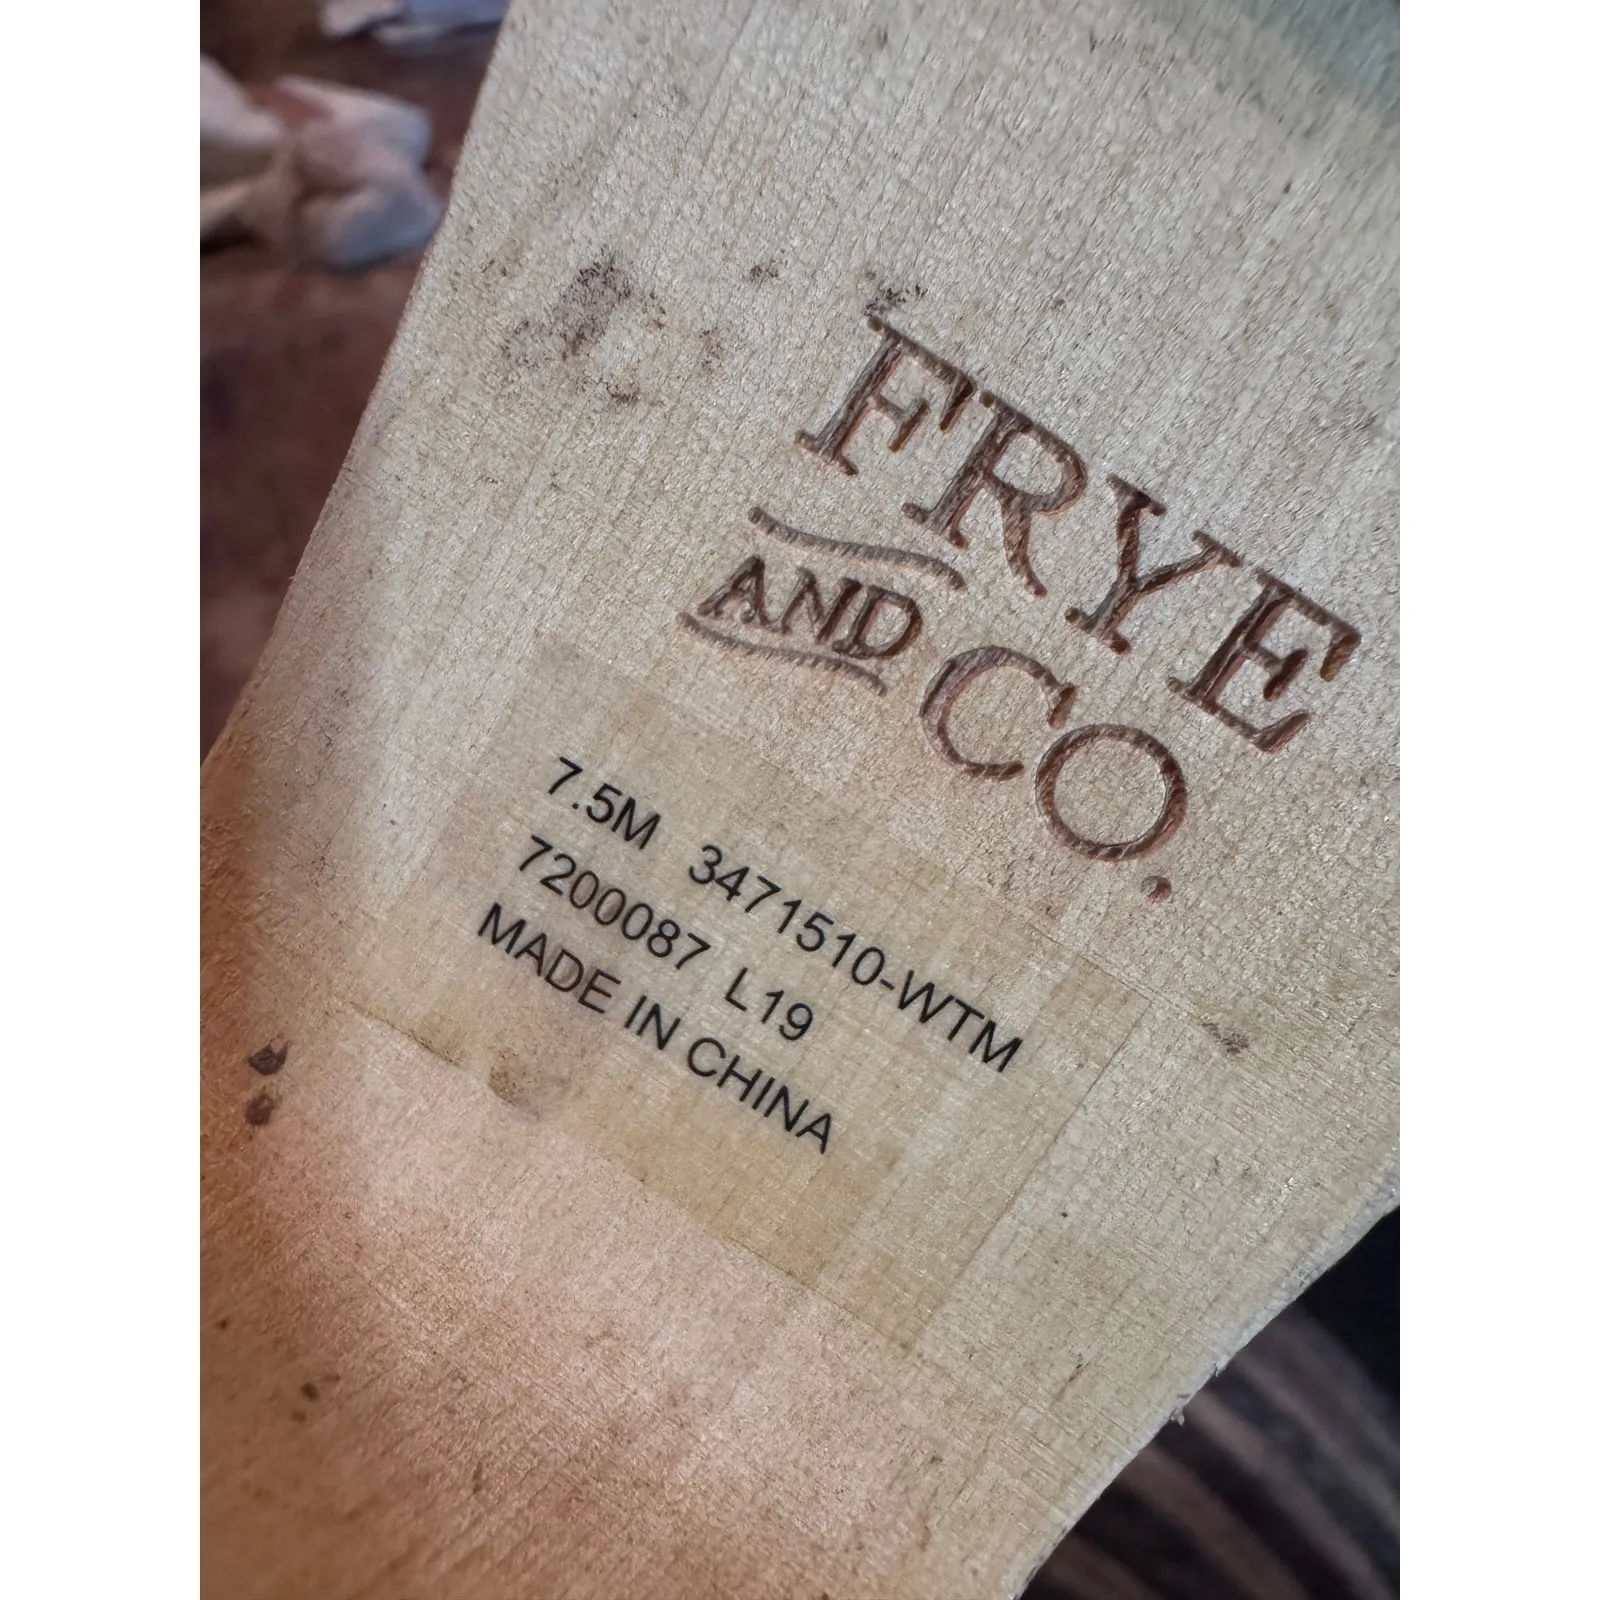 FRYE
AND CO.
7.5M 3471510-WTM
7200087 L19
MADE IN CHINA